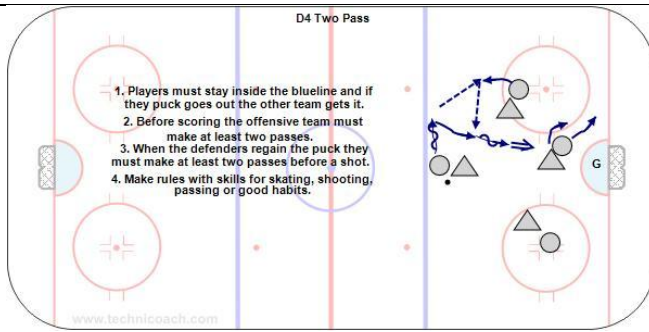 D4 Two Pass
1. Players must stay inside the blueline and if
they puck goes out the other team gets it.
2. Before scoring the offensive team must
make at least two passes.
3. When the defenders regain the puck they
must make at least two passes before a shot.
4. Make rules with skills for skating, shooting,
passing or good habits.
G
www.technicoach.com